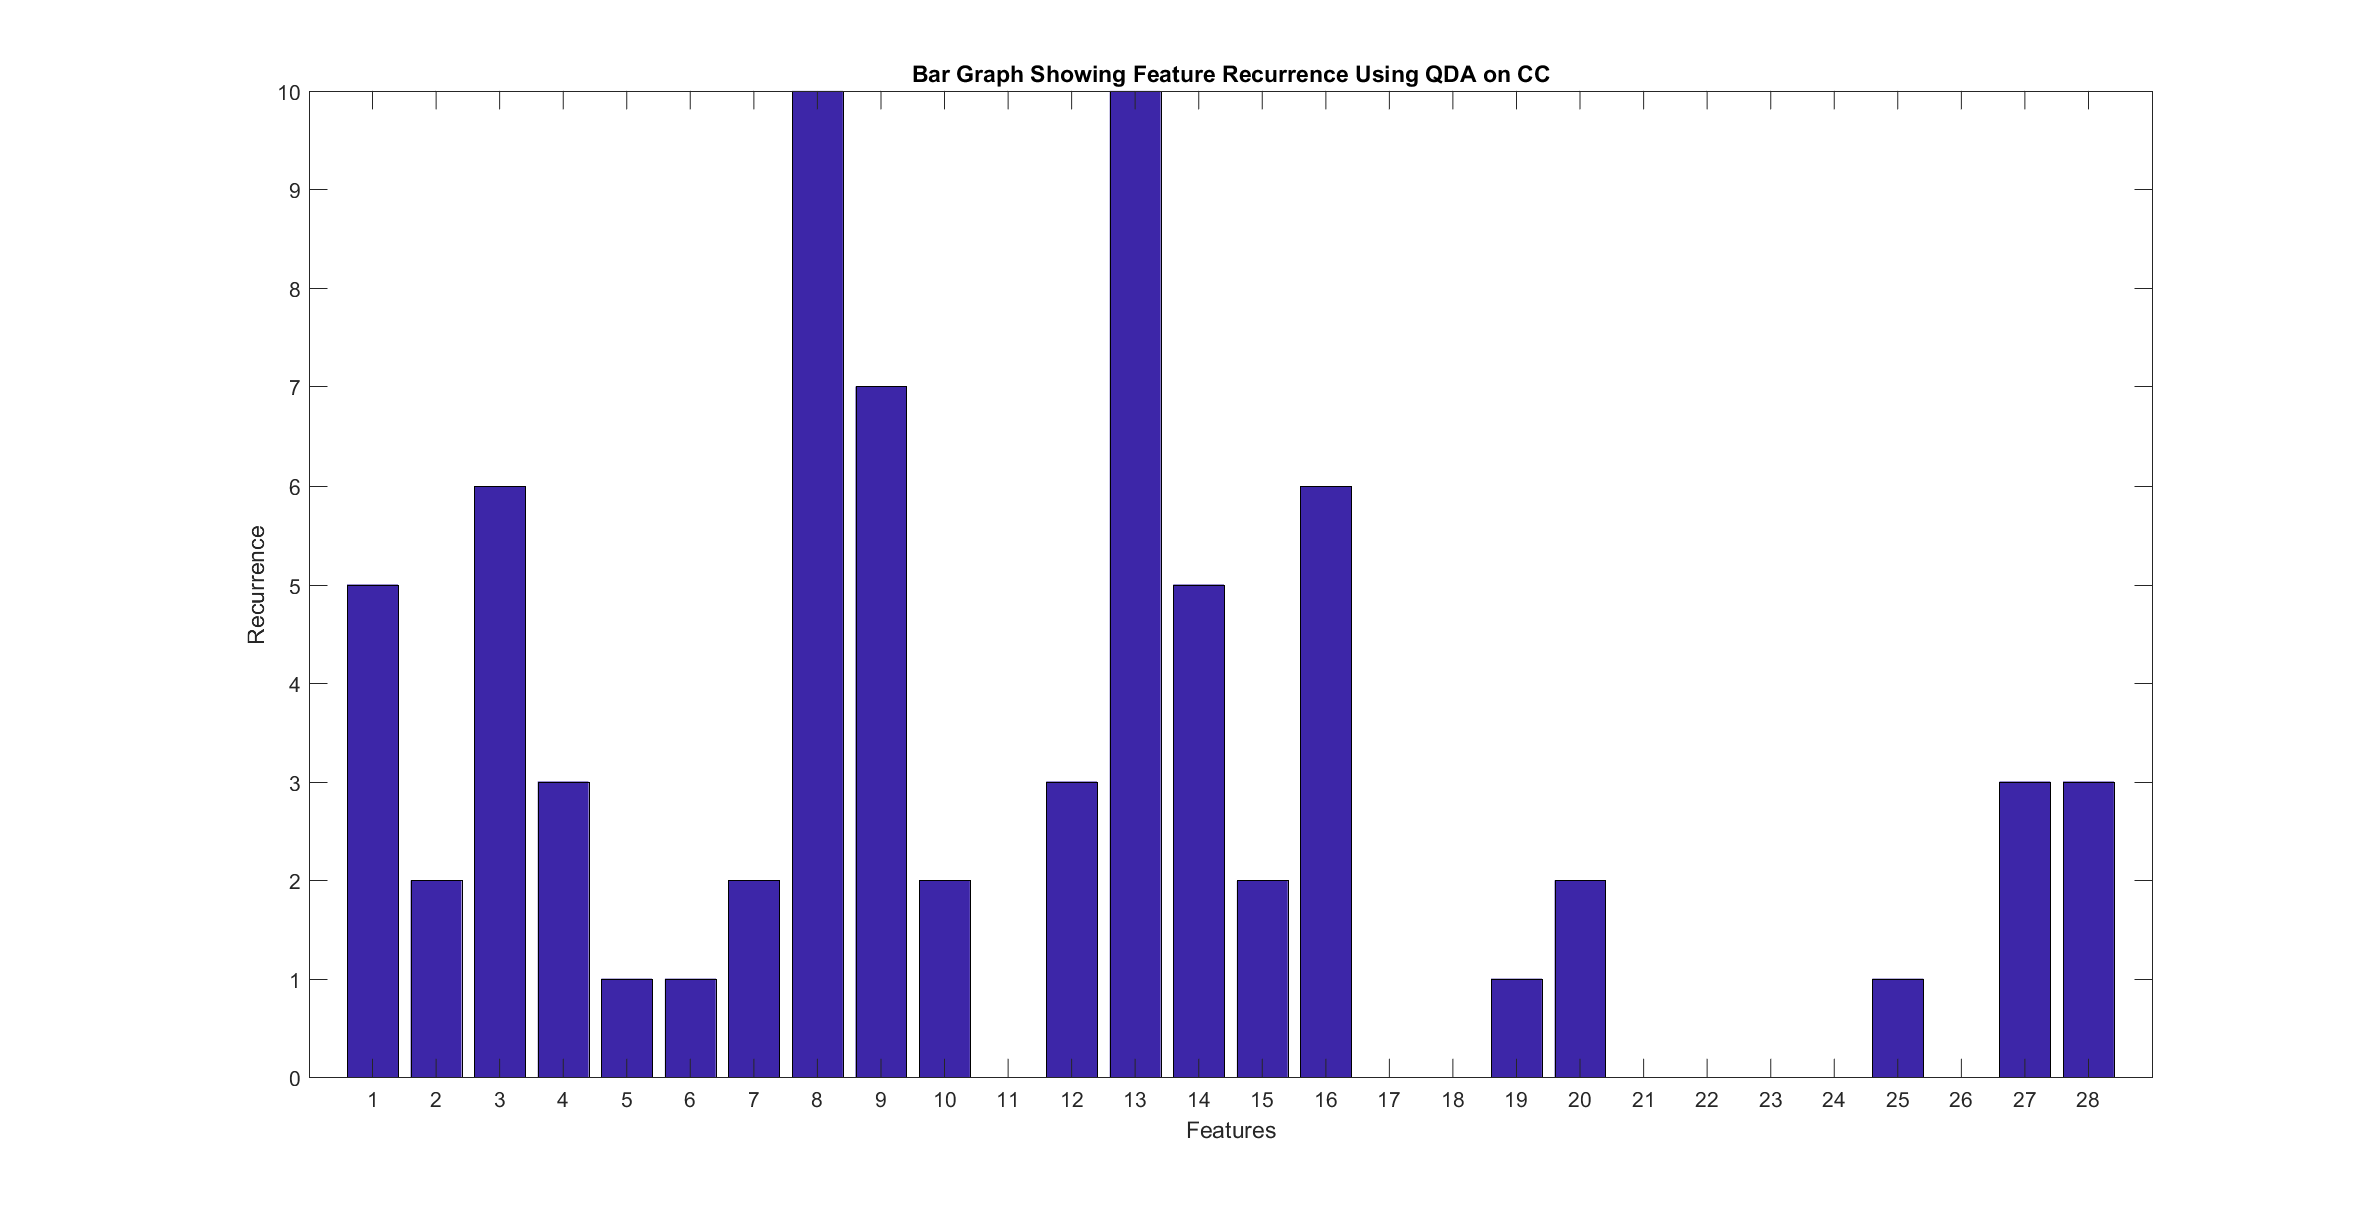 Bar Graph Showing Feature Recurrence Using QDA on CC
10
9
8
7
6
5
4
3
2
1
0
Recurrence
1 2 3 4 5 6 7 8 9 10 11 12 13 14 15 16 17 18 19 20 21 22 23 24 25 26 27 28
Features